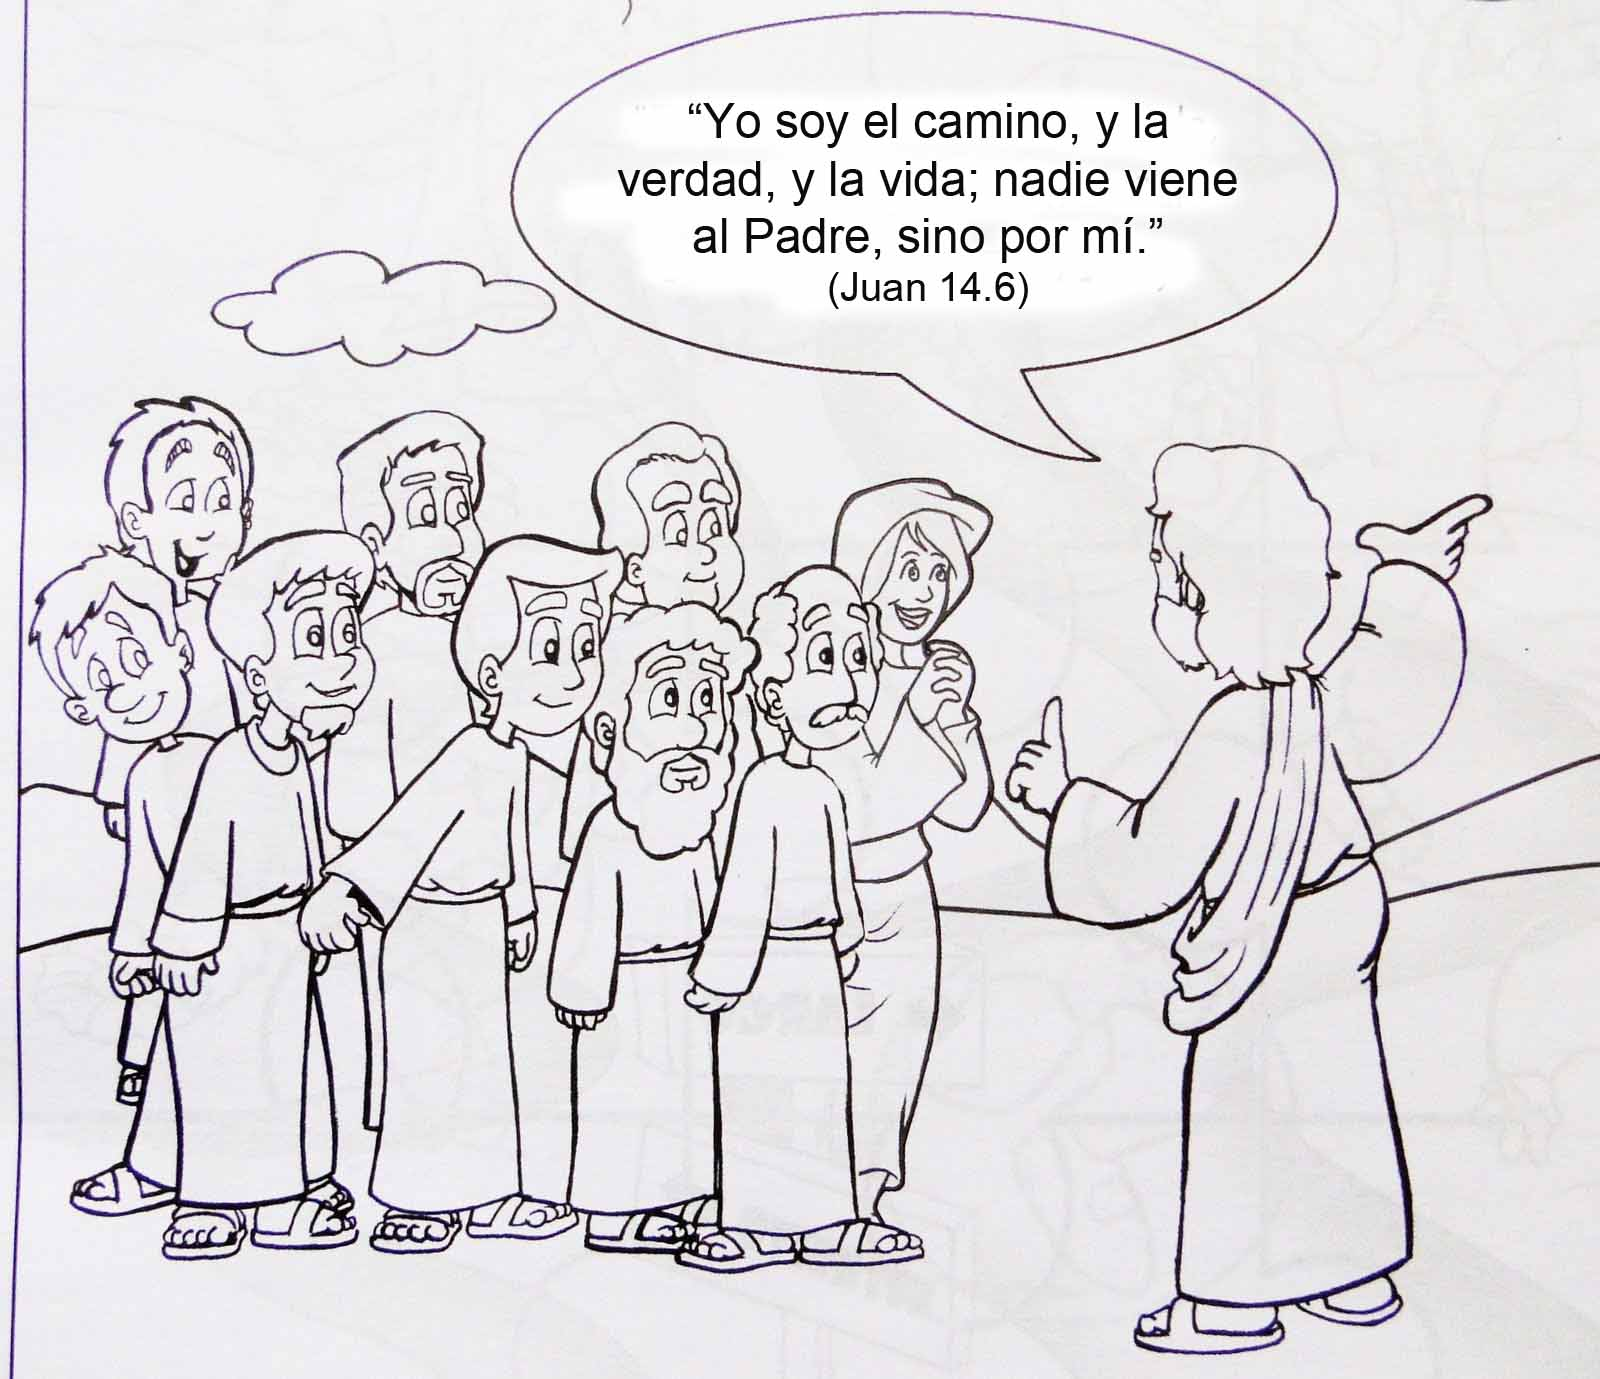 “Yo soy el camino, y la
verdad, y la vida; nadie viene
al Padre, sino por mí.”
(Juan 14.6)